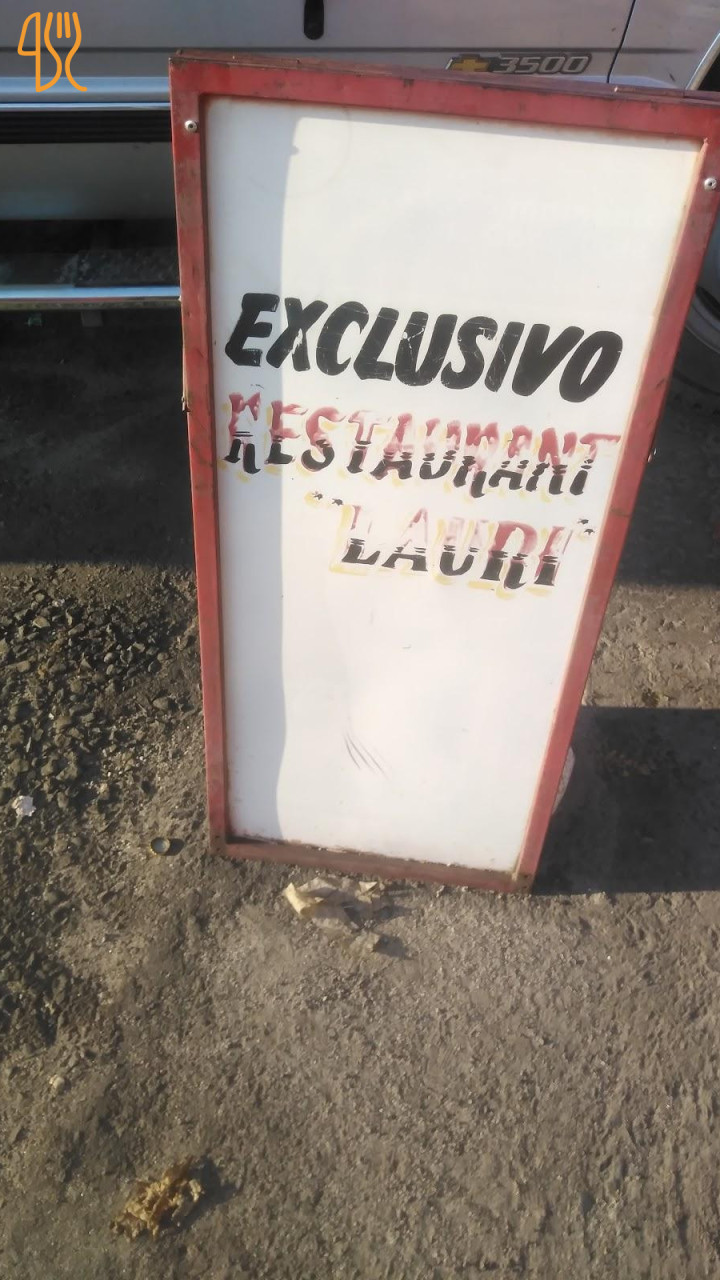 3500
EXCLUSIVO
RESTAURANT
"LAURI"